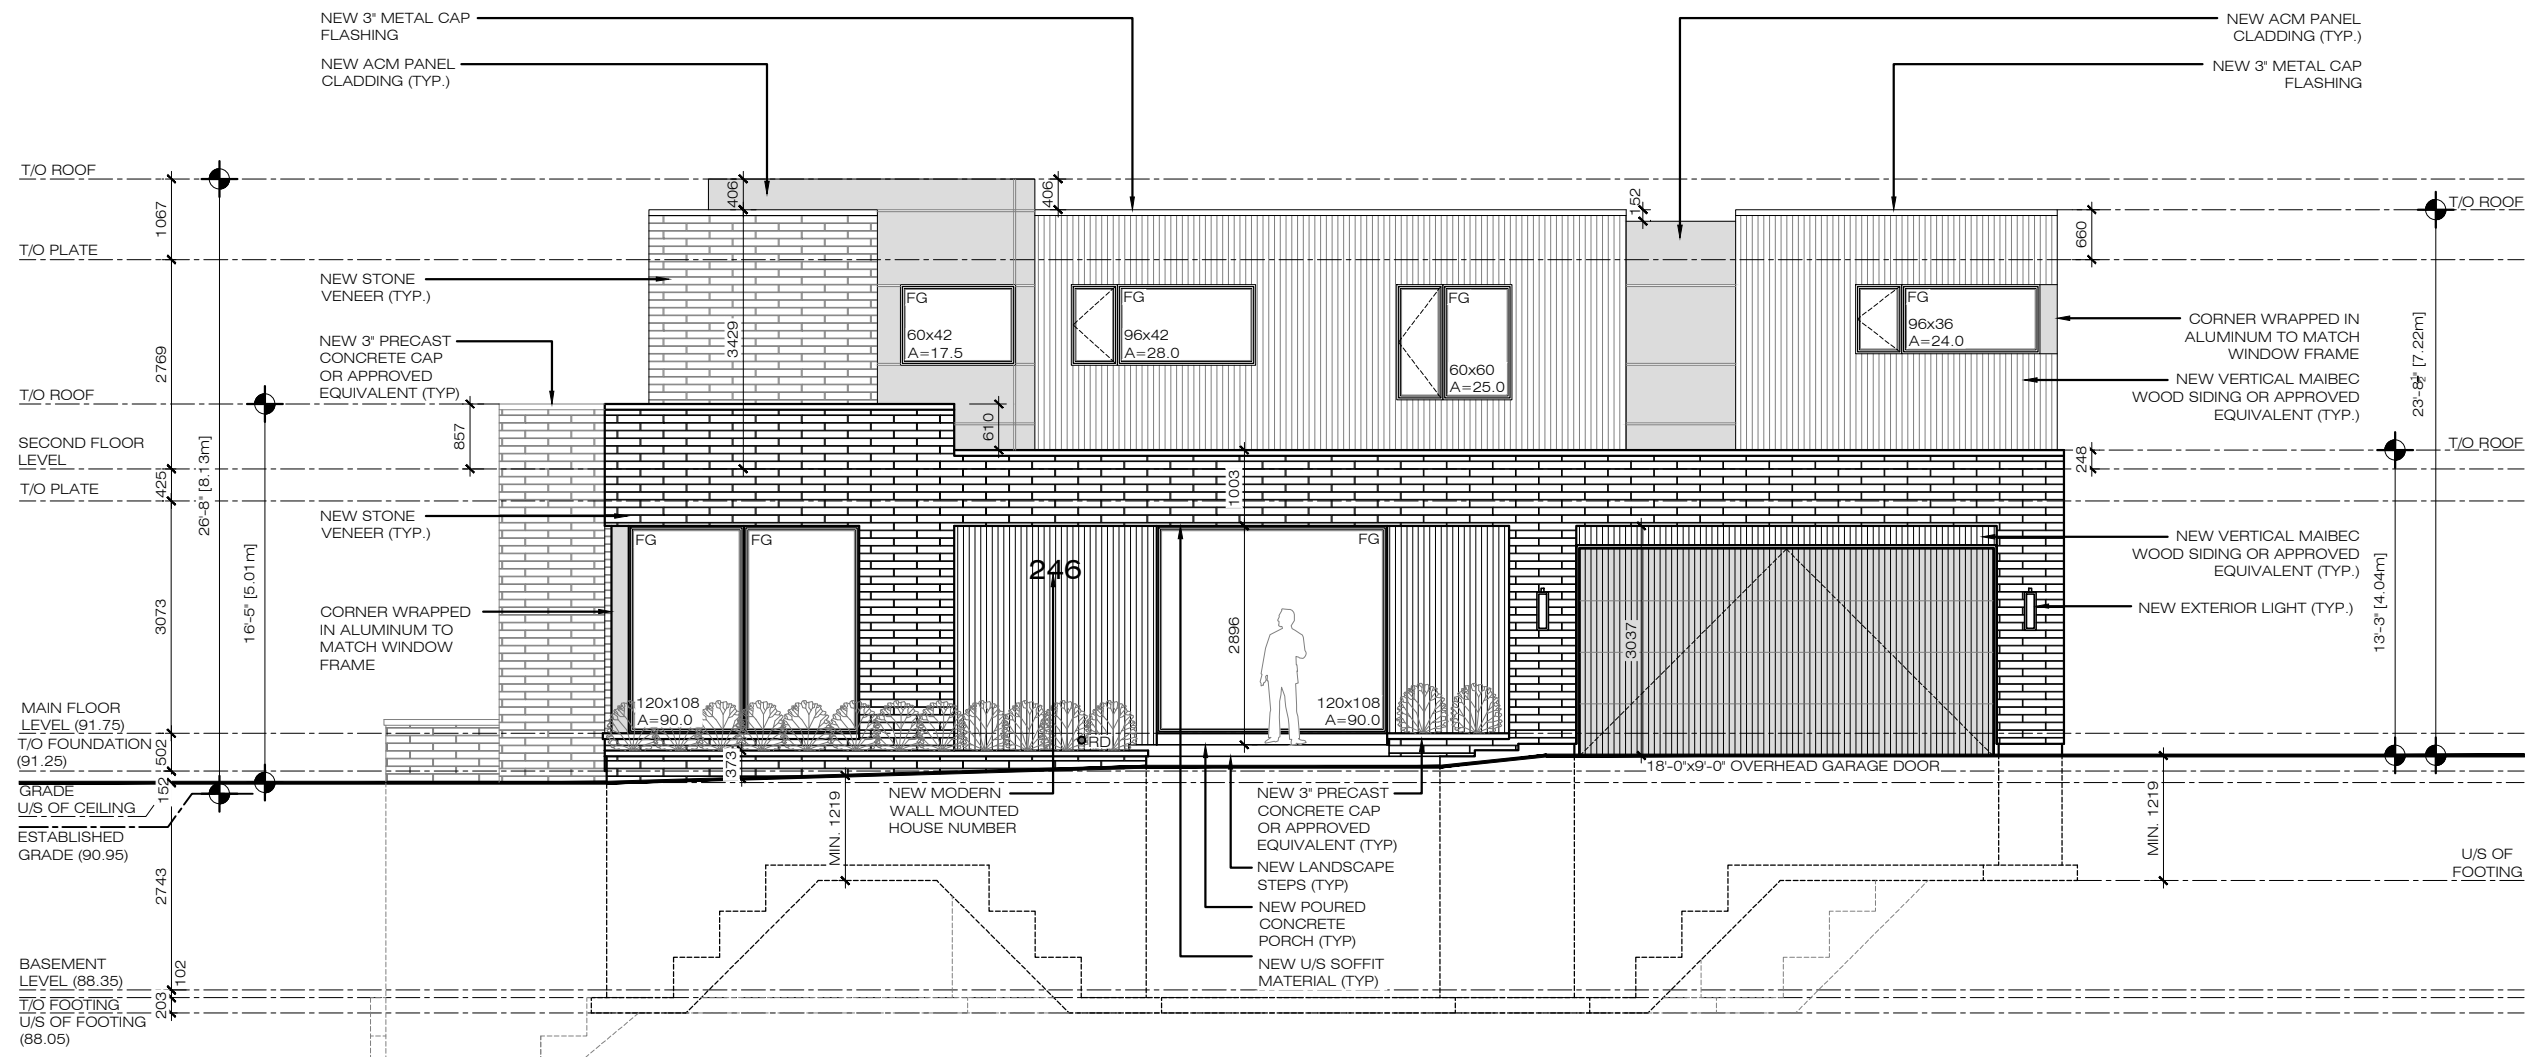 NEW 3" METAL CAP
FLASHING
NEW ACM PANEL
CLADDING (TYP.)
NEW ACM PANEL
CLADDING (TYP.)
NEW 3" METAL CAP
FLASHING
T/O ROOF
T/O PLATE
T/O ROOF
SECOND FLOOR
LEVEL
T/O PLATE
MAIN FLOOR
LEVEL (91.75)
T/O FOUNDATION
(91.25)
GRADE
U/S OF CEILING
ESTABLISHED
GRADE (90.95)
BASEMENT
LEVEL (88.35)
T/O FOOTING
U/S OF FOOTING
(88.05)
1067
2769
425
3073
502
152
2743
102
203
857
26'-8" [8.13m]
16'-5" [5.01m]
NEW STONE
VENEER (TYP.)
NEW 3" PRECAST
CONCRETE CAP
OR APPROVED
EQUIVALENT (TYP)
NEW STONE
VENEER (TYP.)
CORNER WRAPPED
IN ALUMINUM TO
MATCH WINDOW
FRAME
406
3429
406
152
660
610
1003
248
FG
60x42
A=17.5
FG
96x42
A=28.0
FG
60x60
A=25.0
FG
96x36
A=24.0
FG
FG
120x108
A=90.0
246
FG
2896
120x108
A=90.0
3037
RD
373
18'-0"x9'-0" OVERHEAD GARAGE DOOR
MIN. 1219
MIN. 1219
NEW MODERN
WALL MOUNTED
HOUSE NUMBER
NEW 3" PRECAST
CONCRETE CAP
OR APPROVED
EQUIVALENT (TYP)
NEW LANDSCAPE
STEPS (TYP)
NEW POURED
CONCRETE
PORCH (TYP)
NEW U/S SOFFIT
MATERIAL (TYP)
T/O ROOF
CORNER WRAPPED IN
ALUMINUM TO MATCH
WINDOW FRAME
NEW VERTICAL MAIBEC
WOOD SIDING OR APPROVED
EQUIVALENT (TYP.)
23'-8½" [7.22m]
T/O ROOF
NEW VERTICAL MAIBEC
WOOD SIDING OR APPROVED
EQUIVALENT (TYP.)
NEW EXTERIOR LIGHT (TYP.)
13'-3" [4.04m]
U/S OF
FOOTING